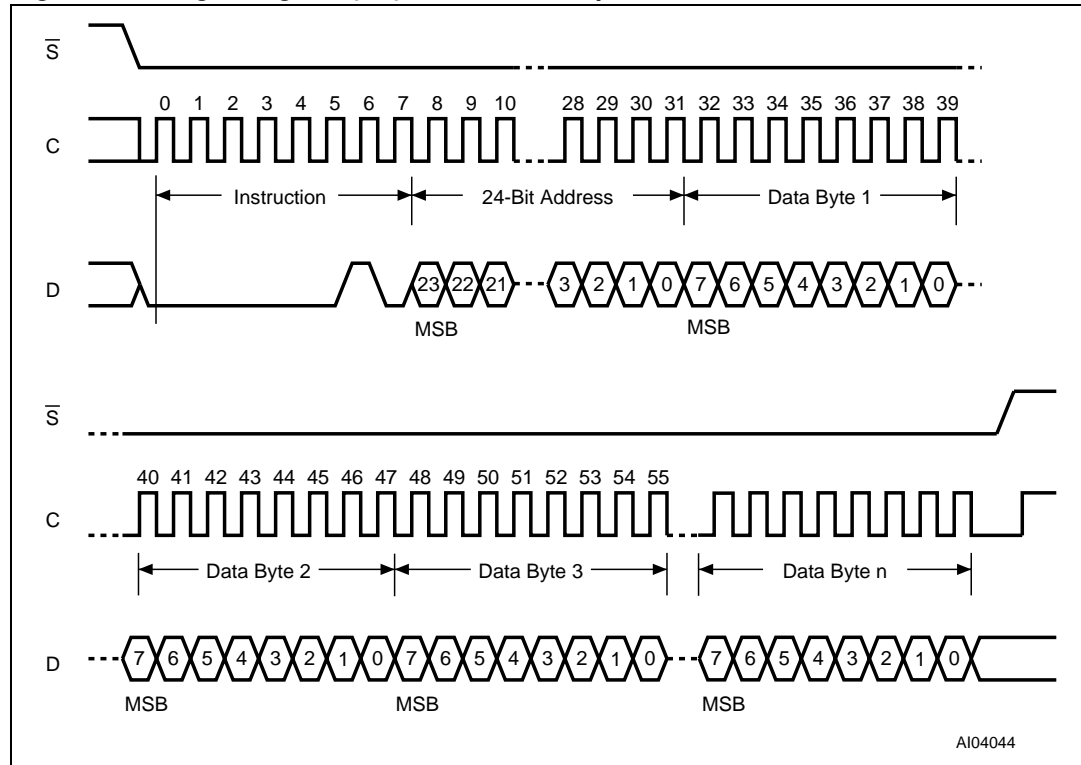 S
0 1 2 3 4 5 6 7 8 9 10 28 29 30 31 32 33 34 35 36 37 38 39
C
Instruction 24-Bit Address Data Byte 1
D 23 22 21 3 2 1 0 7 6 5 4 3 2 1 0
MSB MSB
S
40 41 42 43 44 45 46 47 48 49 50 51 52 53 54 55
C
Data Byte 2 Data Byte 3 Data Byte n
D 7 6 5 4 3 2 1 0 7 6 5 4 3 2 1 0 7 6 5 4 3 2 1 0
MSB MSB MSB
AI04044